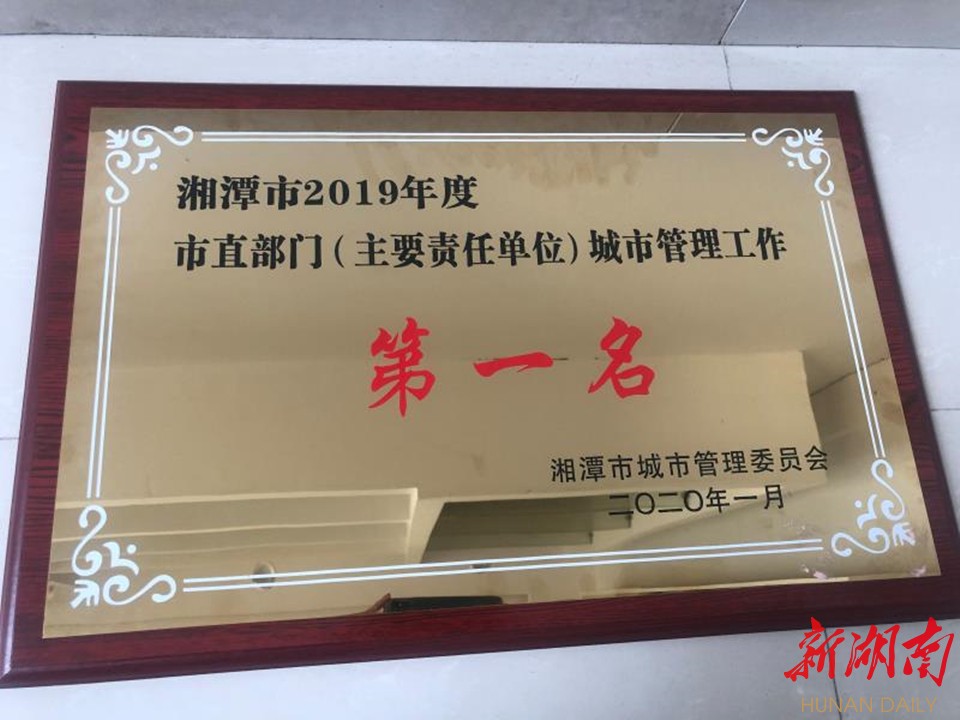 湘潭市2019年度
市直部门(主要责任单位)城市管理工作
第一名
湘潭市城市管理委员会
二〇二〇年一月
新湖南
HUNAN DAILY